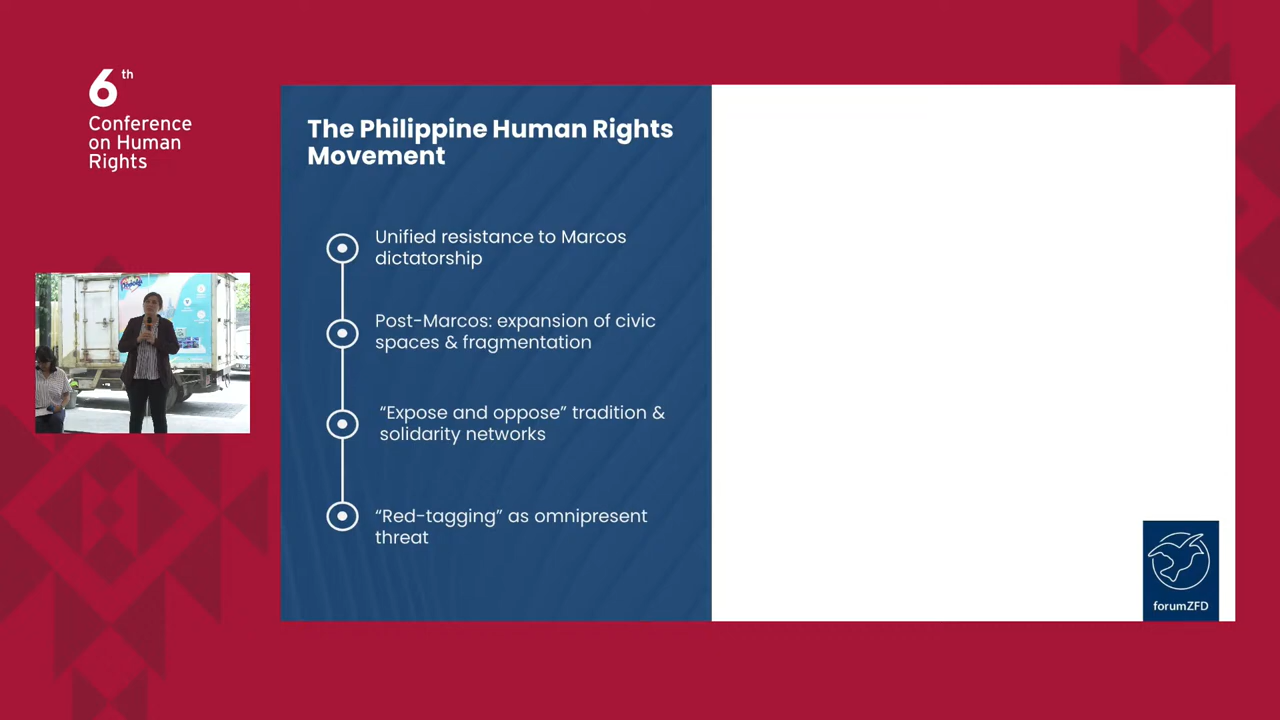 6th
Conference
on Human
Rights
The Philippine Human Rights
Movement
Unified resistance to Marcos
dictatorship
Post-Marcos: expansion of civic
spaces & fragmentation
“Expose and oppose” tradition &
solidarity networks
“Red-tagging” as omnipresent
threat
forumZFD